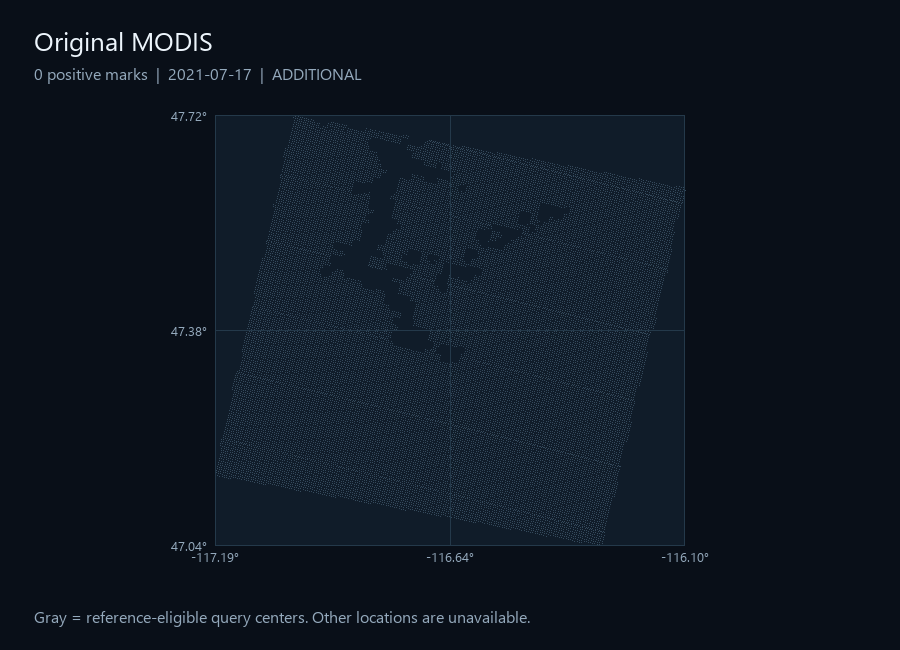 Original MODIS
0 positive marks | 2021-07-17 | ADDITIONAL
47.72°
47.38°
47.04°
-117.19° -116.64° -116.10°
Gray = reference-eligible query centers. Other locations are unavailable.